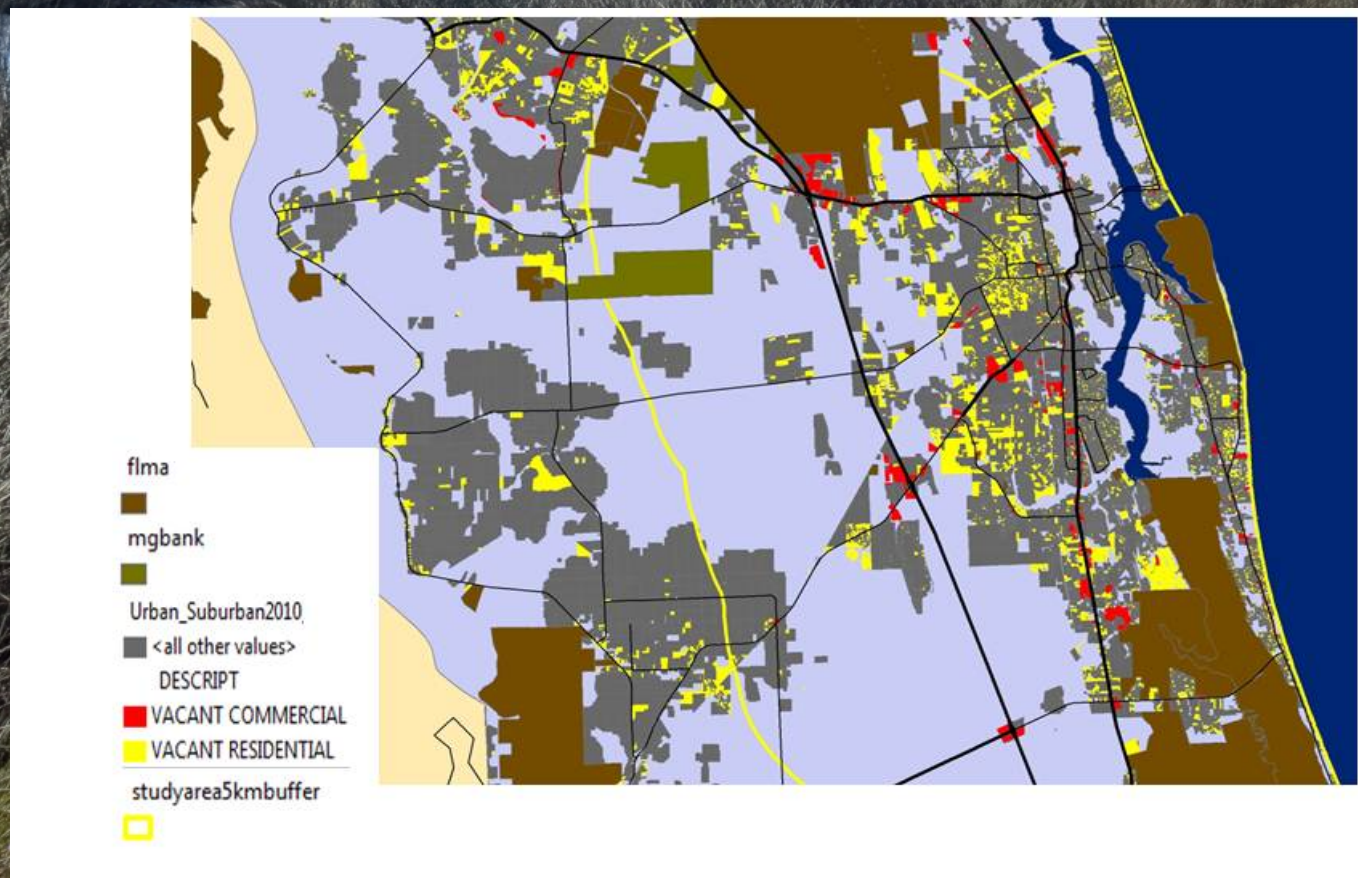 flma
mgbank
Urban_Suburban2010
<all other values>
DESCRIPT
VACANT COMMERCIAL
VACANT RESIDENTIAL
studyarea5kmbuffer